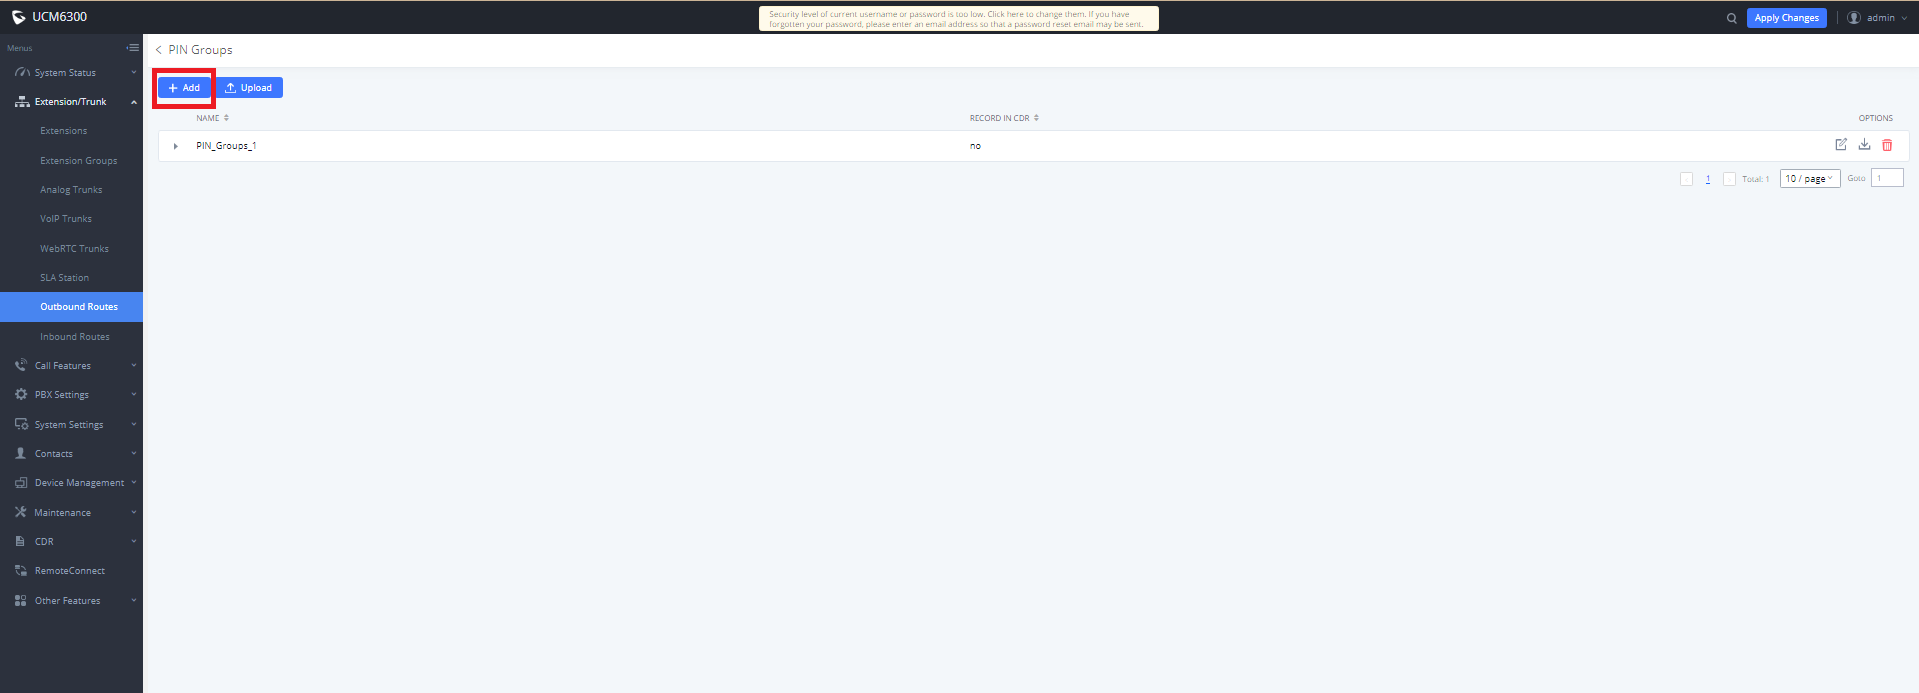 UCM6300
Security level of current username or password is too low. Click here to change them. If you have
forgotten your password, please enter an email address so that a password reset email may be sent.
Apply Changes
admin
Menus
System Status
Extension/Trunk
Extensions
Extension Groups
Analog Trunks
VoIP Trunks
WebRTC Trunks
SLA Station
Outbound Routes
Inbound Routes
Call Features
PBX Settings
System Settings
Contacts
Device Management
Maintenance
CDR
RemoteConnect
Other Features
< PIN Groups
+ Add Upload
NAME RECORD IN CDR OPTIONS
PIN_Groups_1 no
1 Total: 1 10 / page Goto 1